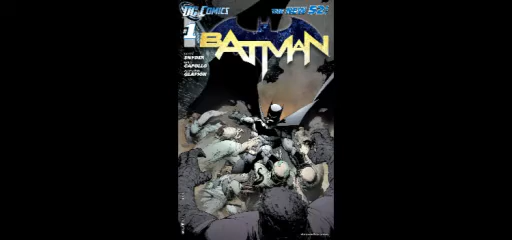 DC COMICS
THE NEW 52!
#1
BATMAN
SNYDER
CAPULLO
GLAPION